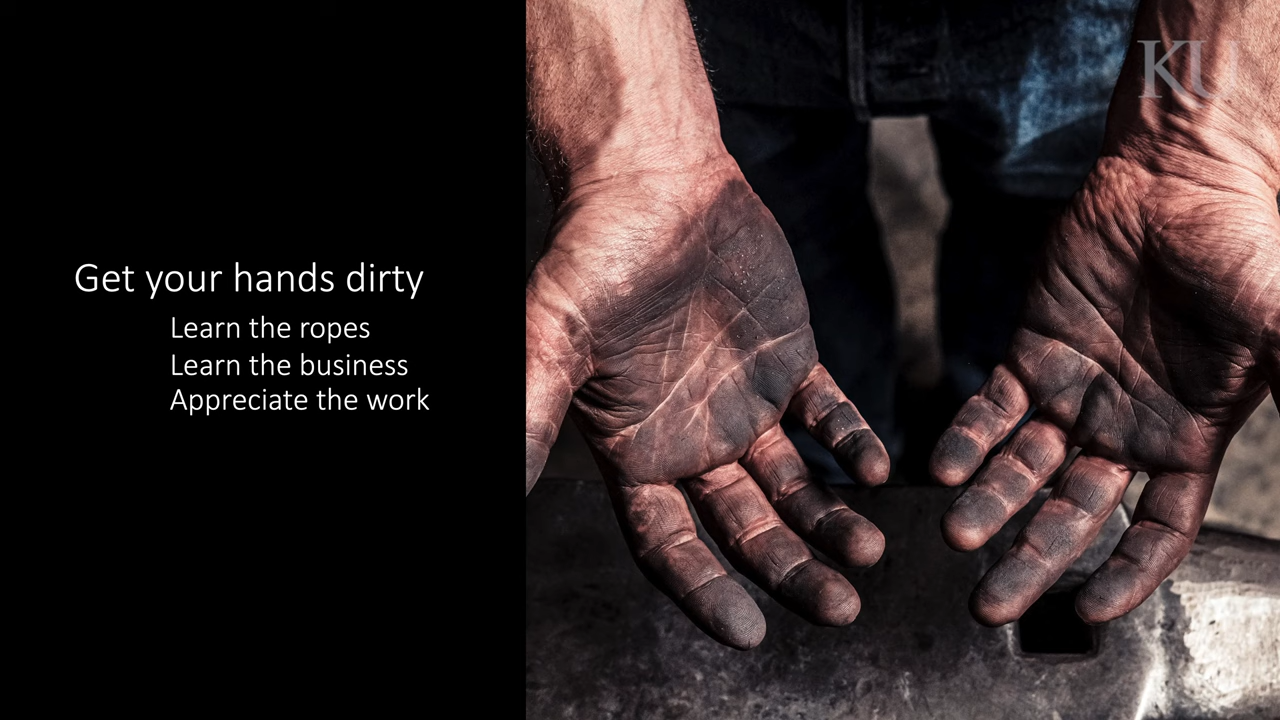 Get your hands dirty
Learn the ropes
Learn the business
Appreciate the work
KU